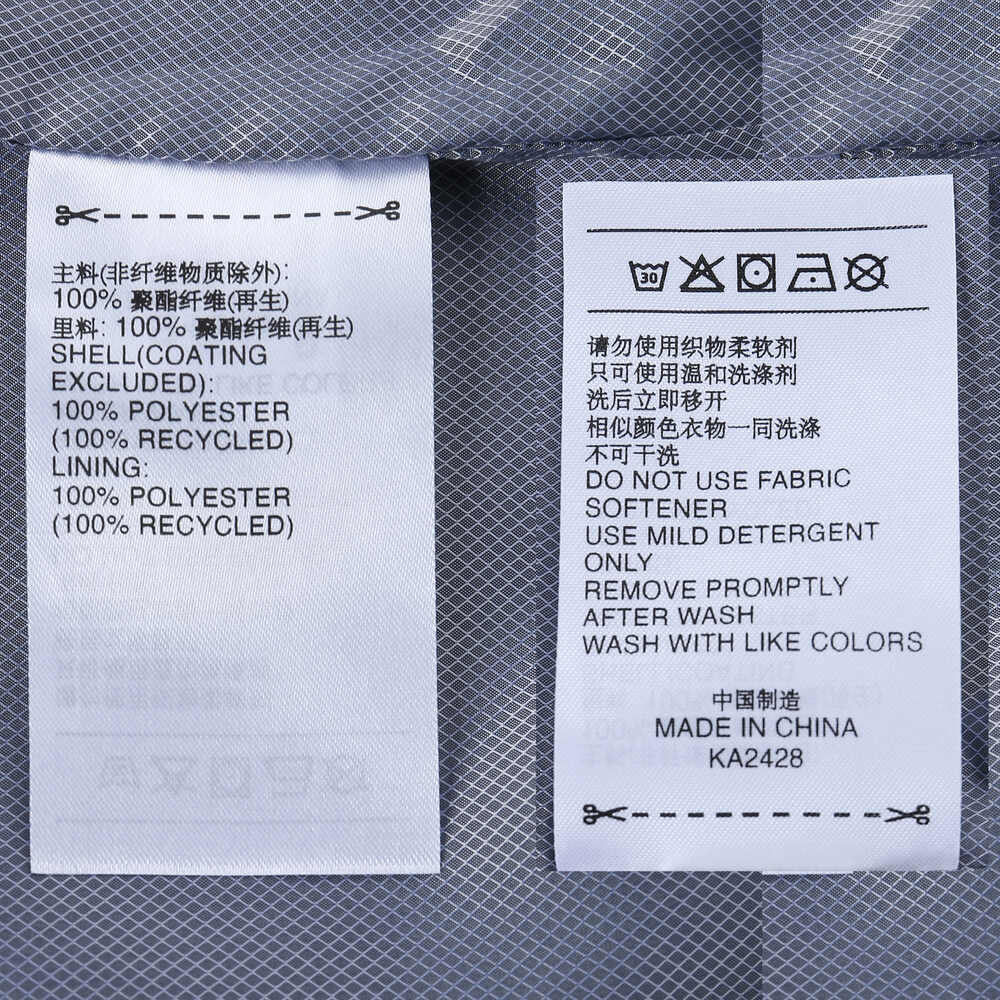 主料(非纤维物质除外):
100% 聚酯纤维(再生)
里料: 100% 聚酯纤维(再生)
SHELL(COATING
EXCLUDED):
100% POLYESTER
(100% RECYCLED)
LINING:
100% POLYESTER
(100% RECYCLED)
30
请勿使用织物柔软剂
只可使用温和洗涤剂
洗后立即移开
相似颜色衣物一同洗涤
不可干洗
DO NOT USE FABRIC
SOFTENER
USE MILD DETERGENT
ONLY
REMOVE PROMPTLY
AFTER WASH
WASH WITH LIKE COLORS
中国制造
MADE IN CHINA
KA2428